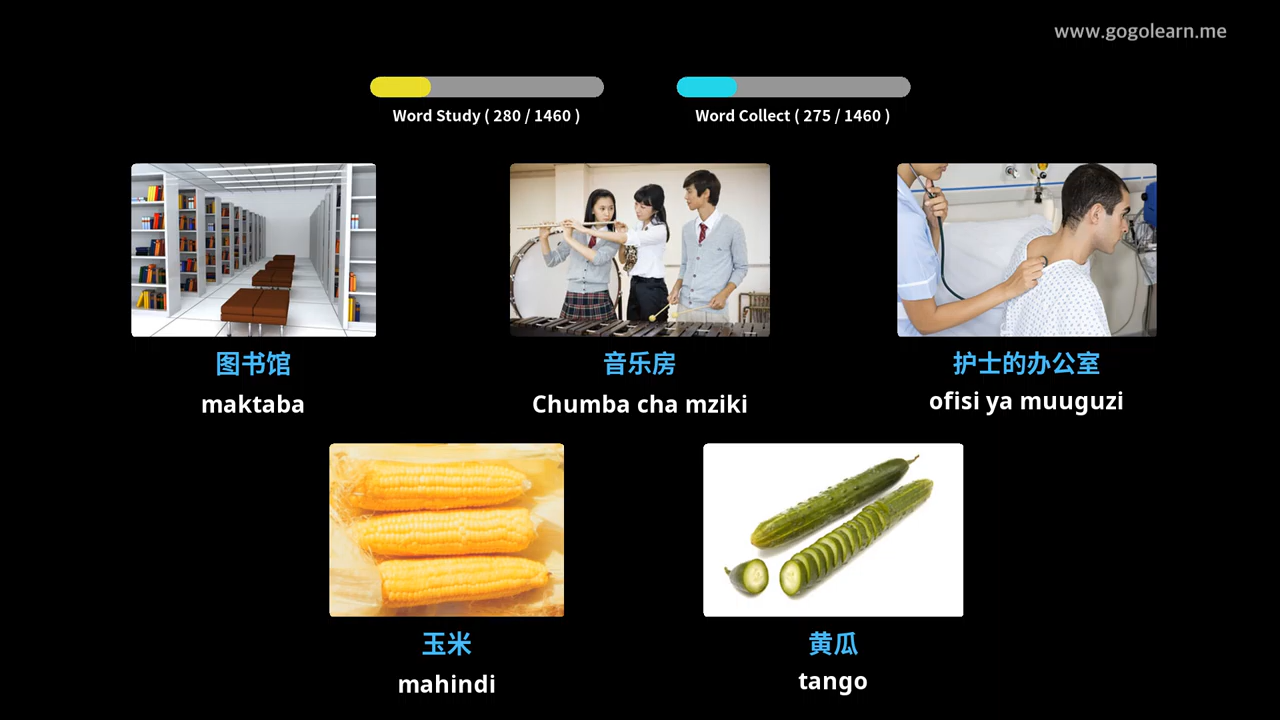 www.gogolearn.me
Word Study ( 280 / 1460 )
Word Collect ( 275 / 1460 )
图书馆
maktaba
音乐房
Chumba cha mziki
护士的办公室
ofisi ya muuguzi
玉米
mahindi
黄瓜
tango